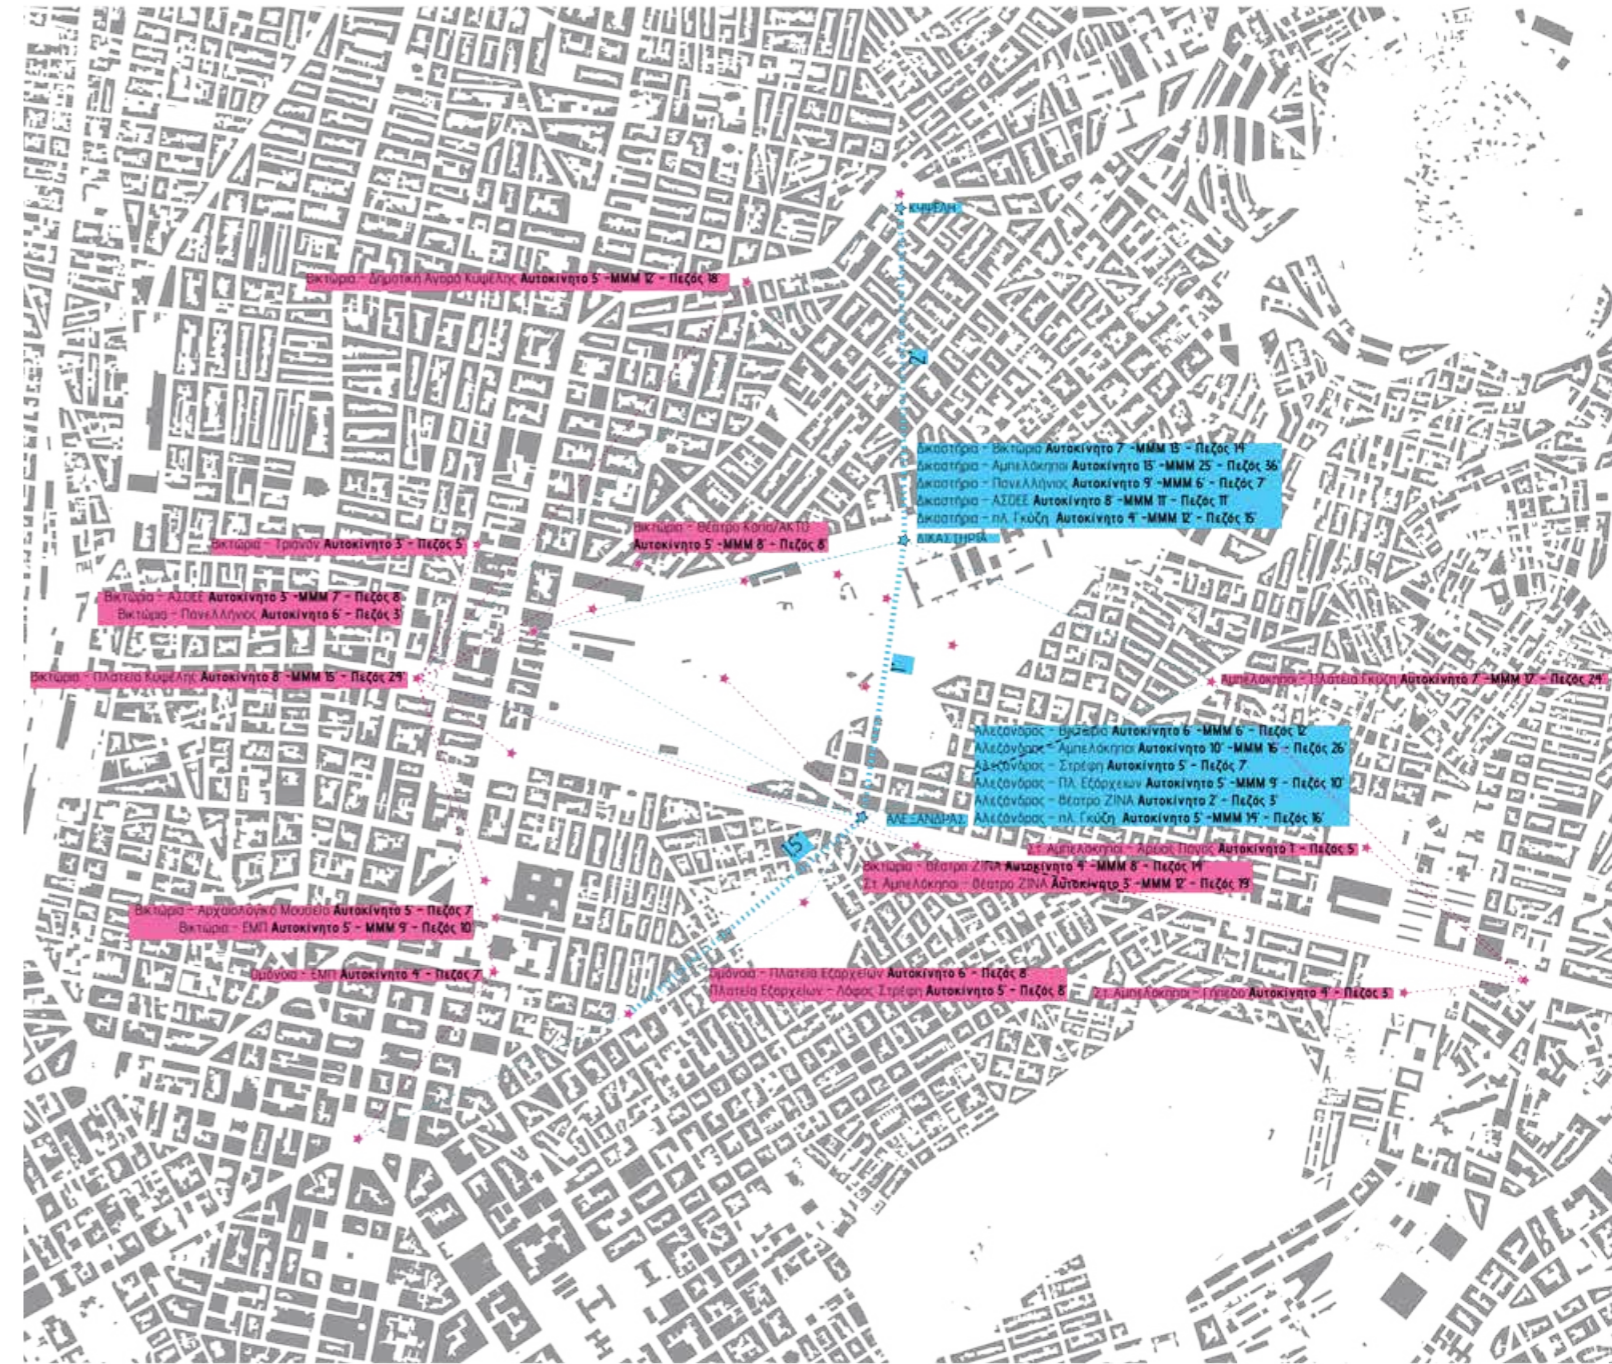 ΚΥΨΕΛΗ
Βικτώρια - Δημοτική Αγορά Κυψέλης Αυτοκίνητο 5' -ΜΜΜ 12' - Πεζός 18'
2'
Δικαστήρια - Βικτώρια Αυτοκίνητο 7' -ΜΜΜ 13' - Πεζός 14'
Δικαστήρια - Αμπελόκηποι Αυτοκίνητο 13' -ΜΜΜ 25' - Πεζός 36'
Δικαστήρια - Πανελλήνιος Αυτοκίνητο 9' -ΜΜΜ 6' - Πεζός 7'
Δικαστήρια - ΑΣΟΕΕ Αυτοκίνητο 8' -ΜΜΜ 11' - Πεζός 11'
Δικαστήρια - πλ. Γκύζη Αυτοκίνητο 4' -ΜΜΜ 12' - Πεζός 15'
ΔΙΚΑΣΤΗΡΙΑ
Βικτώρια - Θέατρο Κάπα/ΑΚΤΟ
Αυτοκίνητο 5' -ΜΜΜ 8' - Πεζός 8'
Βικτώρια - Τριανόν Αυτοκίνητο 3' - Πεζός 5'
Βικτώρια - ΑΣΟΕΕ Αυτοκίνητο 3' -ΜΜΜ 7' - Πεζός 8'
Βικτώρια - Πανελλήνιος Αυτοκίνητο 6' - Πεζός 3'
1'
Βικτώρια - Πλατεία Κυψέλης Αυτοκίνητο 8' -ΜΜΜ 15' - Πεζός 24'
Αμπελόκηποι - Πλατεία Γκύζη Αυτοκίνητο 7' -ΜΜΜ 17' - Πεζός 24'
Αλεξάνδρας - Βικτώρια Αυτοκίνητο 6' -ΜΜΜ 6' - Πεζός 12'
Αλεξάνδρας - Αμπελόκηποι Αυτοκίνητο 10' -ΜΜΜ 16' - Πεζός 26'
Αλεξάνδρας - Στρέφη Αυτοκίνητο 5' - Πεζός 7'
Αλεξάνδρας - Πλ. Εξάρχειων Αυτοκίνητο 5' -ΜΜΜ 9' - Πεζός 10'
Αλεξάνδρας - Θέατρο ΖΙΝΑ Αυτοκίνητο 2' - Πεζός 3'
Αλεξάνδρας - πλ. Γκύζη Αυτοκίνητο 5' -ΜΜΜ 14' - Πεζός 16'
ΑΛΕΞΑΝΔΡΑΣ
1,5'
Στ. Αμπελόκηποι - Άρειος Πάγος Αυτοκίνητο 1' - Πεζός 5'
Βικτώρια - Θέατρο ΖΙΝΑ Αυτοκίνητο 4' -ΜΜΜ 8' - Πεζός 14'
Στ. Αμπελόκηποι - Θέατρο ΖΙΝΑ Αυτοκίνητο 3' -ΜΜΜ 12' - Πεζός 19'
Βικτώρια - Αρχαιολογικό Μουσείο Αυτοκίνητο 5' - Πεζός 7'
Βικτώρια - ΕΜΠ Αυτοκίνητο 5' - ΜΜΜ 9' - Πεζός 10'
Ομόνοια - ΕΜΠ Αυτοκίνητο 4' - Πεζός 7'
Ομόνοια - Πλατεία Εξαρχείων Αυτοκίνητο 6' - Πεζός 8'
Πλατεία Εξαρχείων - Λόφος Στρέφη Αυτοκίνητο 5' - Πεζός 8'
Στ. Αμπελόκηποι - Γήπεδο Αυτοκίνητο 4' - Πεζός 3'